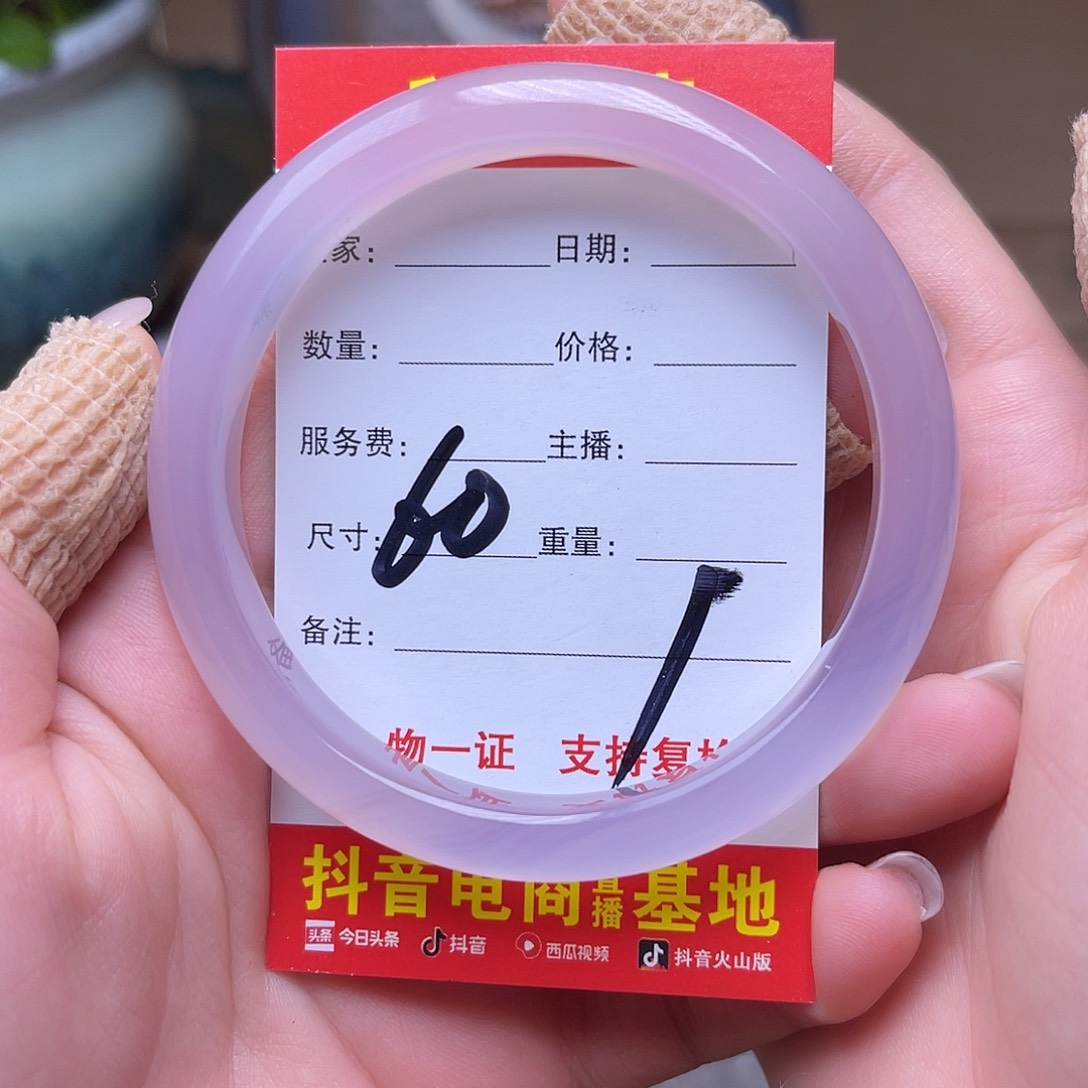 家： 日期：
数量： 价格：
服务费： 主播：
尺寸： 60 重量：
1
备注：
物一证 支持复
抖音电商直播基地
头条 今日头条 抖音 西瓜视频 抖音火山版